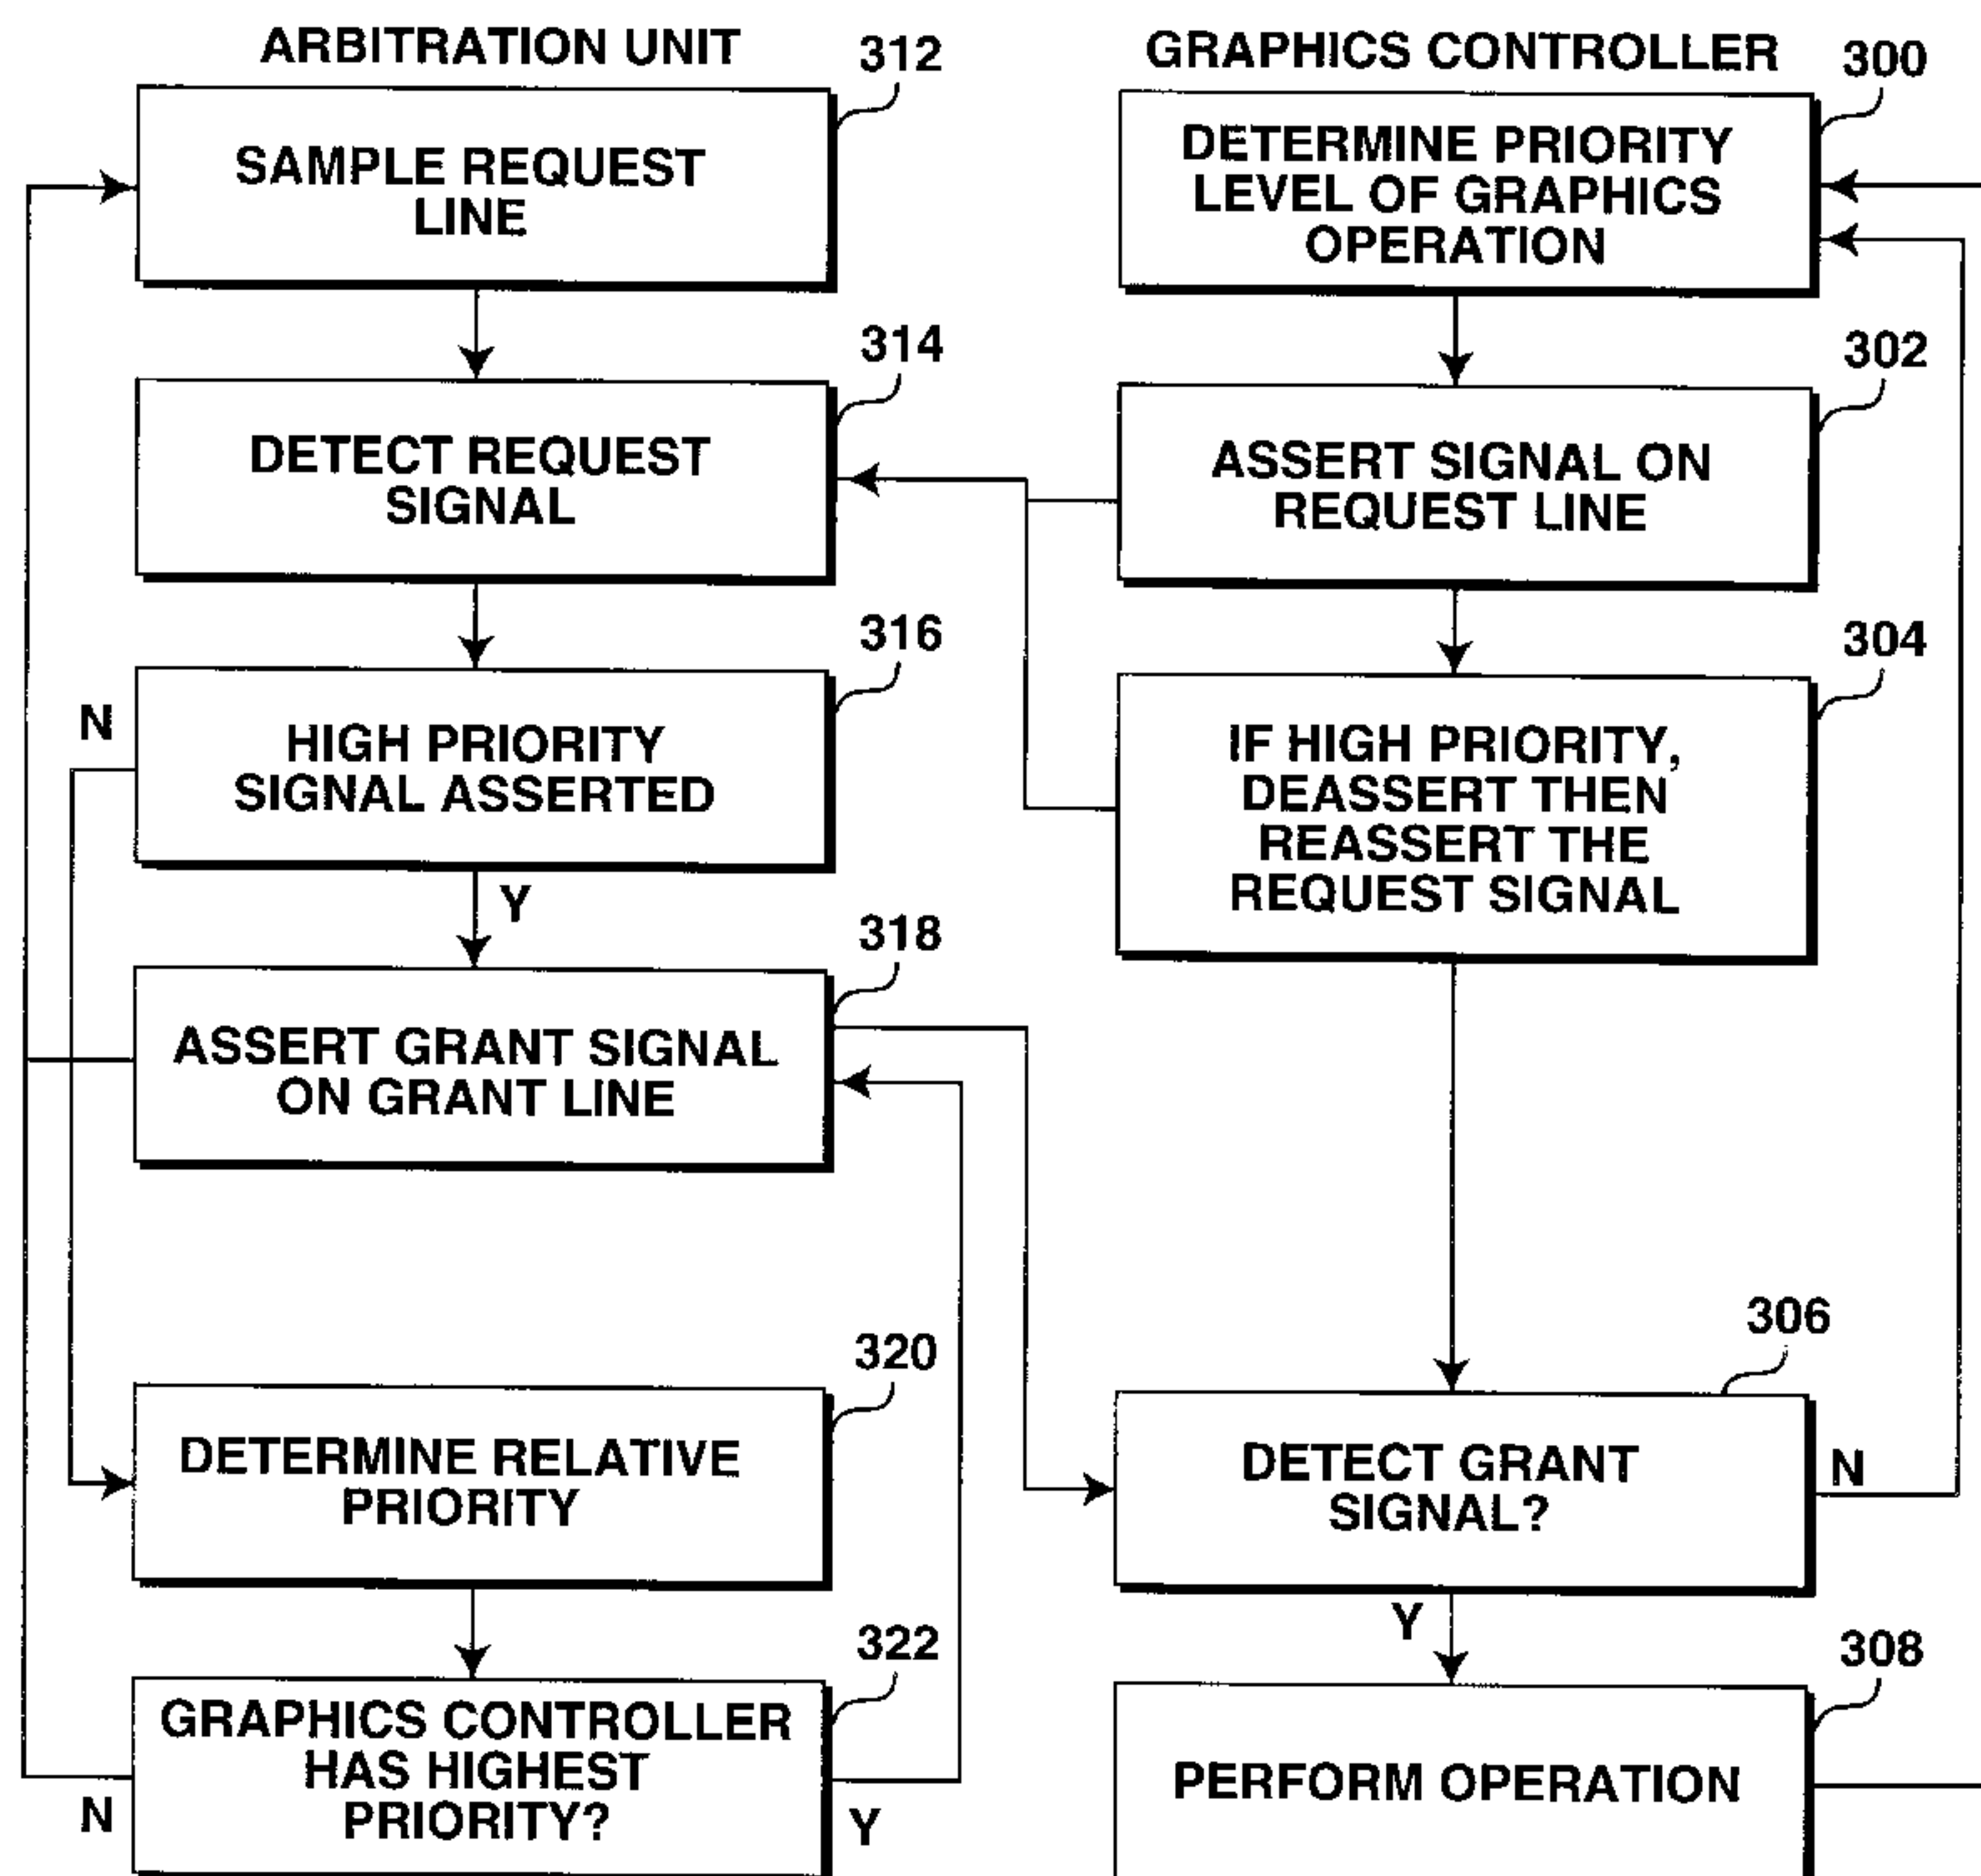 ARBITRATION UNIT
312
SAMPLE REQUEST
LINE
314
DETECT REQUEST
SIGNAL
316
HIGH PRIORITY
SIGNAL ASSERTED
N
Y
318
ASSERT GRANT SIGNAL
ON GRANT LINE
320
DETERMINE RELATIVE
PRIORITY
322
GRAPHICS CONTROLLER
HAS HIGHEST
PRIORITY?
N
Y
GRAPHICS CONTROLLER
300
DETERMINE PRIORITY
LEVEL OF GRAPHICS
OPERATION
302
ASSERT SIGNAL ON
REQUEST LINE
304
IF HIGH PRIORITY,
DEASSERT THEN
REASSERT THE
REQUEST SIGNAL
306
DETECT GRANT
SIGNAL?
N
Y
308
PERFORM OPERATION